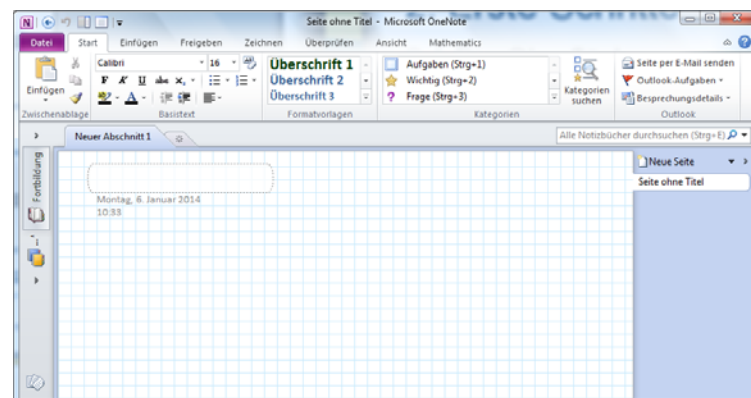 Seite ohne Titel - Microsoft OneNote
Datei Start Einfügen Freigeben Zeichnen Überprüfen Ansicht Mathematics
Einfügen
Zwischenablage
Calibri 16
F K U abc x,
A
Basistext
Überschrift 1
Überschrift 2
Überschrift 3
Formatvorlagen
Aufgaben (Strg+1)
Wichtig (Strg+2)
? Frage (Strg+3)
Kategorien suchen
Kategorien
Seite per E-Mail senden
Outlook-Aufgaben
Besprechungsdetails
Outlook
Neuer Abschnitt 1
Alle Notizbücher durchsuchen (Strg+E)
Fortbildung
Montag, 6. Januar 2014
10:33
Neue Seite
Seite ohne Titel